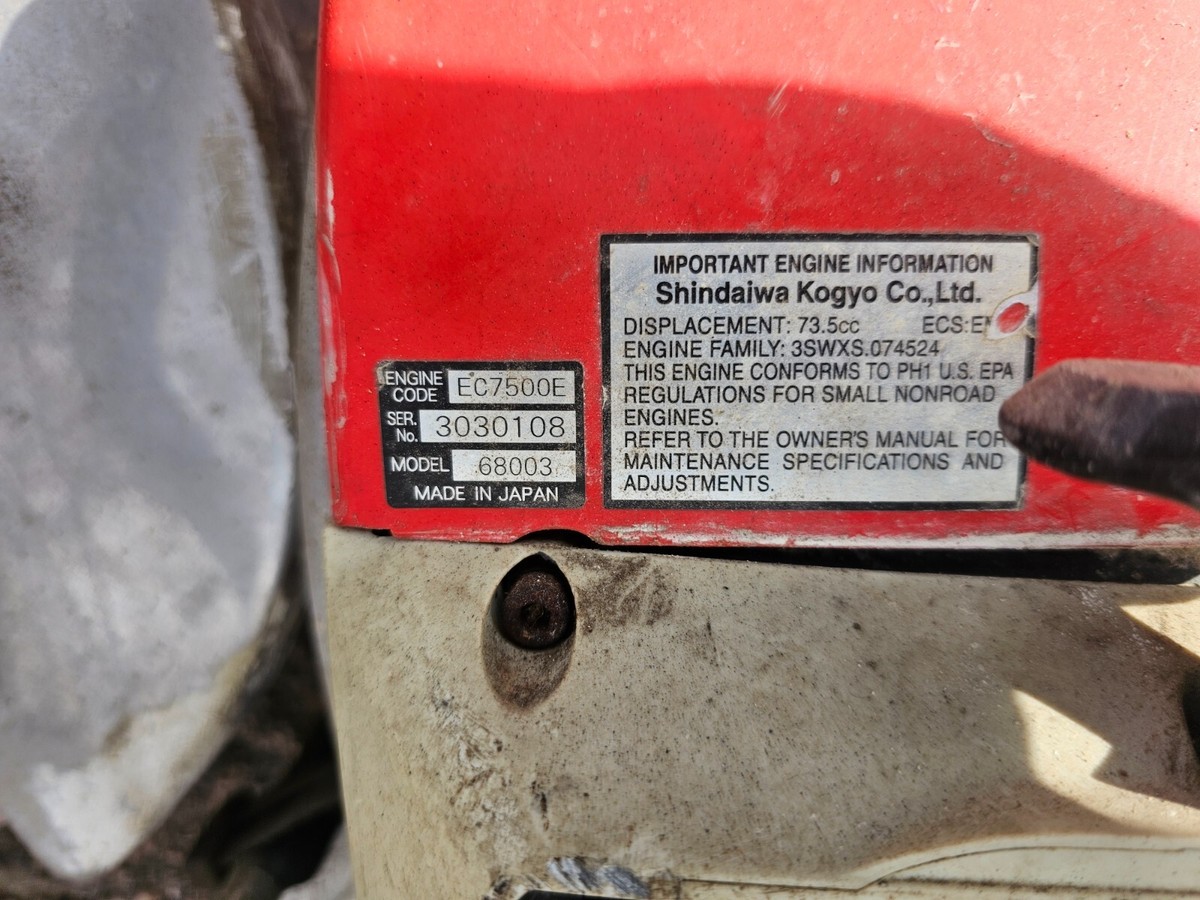 ENGINE CODE EC7500E
SER. No. 3030108
MODEL 68003
MADE IN JAPAN
IMPORTANT ENGINE INFORMATION
Shindaiwa Kogyo Co.,Ltd.
DISPLACEMENT: 73.5cc ECS:
ENGINE FAMILY: 3SWXS.074524
THIS ENGINE CONFORMS TO PH1 U.S. EPA
REGULATIONS FOR SMALL NONROAD
ENGINES.
REFER TO THE OWNER'S MANUAL FOR
MAINTENANCE SPECIFICATIONS AND
ADJUSTMENTS.